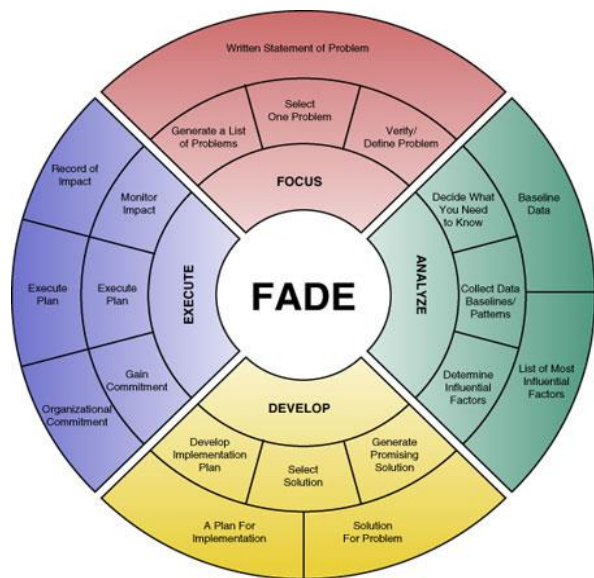 Written Statement of Problem
Generate a List
of Problems
Select
One Problem
Verify/
Define Problem
FOCUS
Decide What
You Need
to Know
Collect Data
Baselines/
Patterns
Determine
Influential
Factors
ANALYZE
Baseline
Data
List of Most
Influential
Factors
DEVELOP
Generate
Promising
Solution
Select
Solution
Develop
Implementation
Plan
Solution
For Problem
A Plan For
Implementation
EXECUTE
Gain
Commitment
Execute
Plan
Monitor
Impact
Organizational
Commitment
Execute
Plan
Record of
Impact
FADE